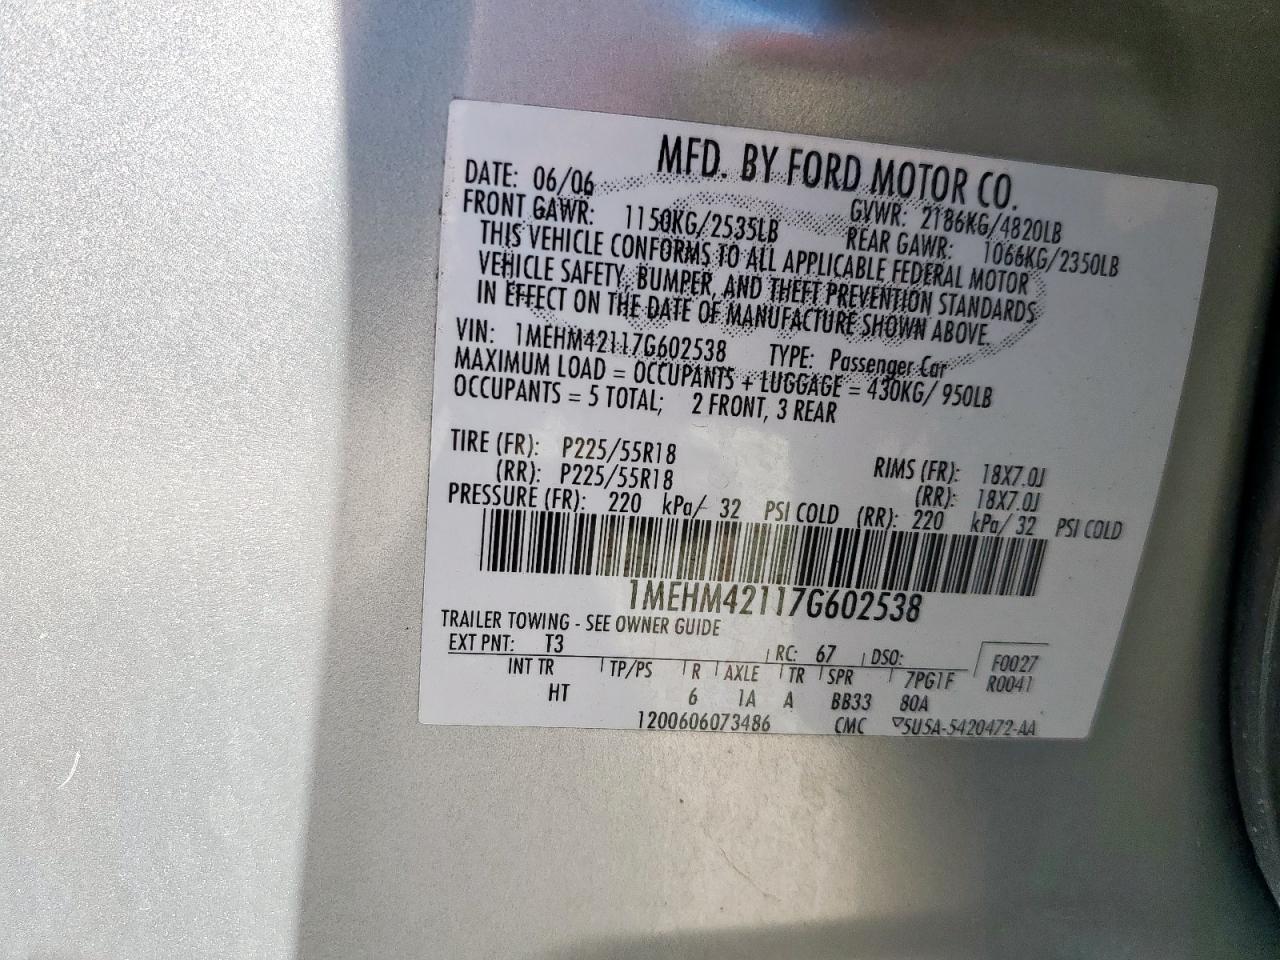 MFD. BY FORD MOTOR CO.
DATE: 06/06 GVWR: 2186KG/4820LB
FRONT GAWR: 1150KG/2535LB REAR GAWR: 1066KG/2350LB
THIS VEHICLE CONFORMS TO ALL APPLICABLE FEDERAL MOTOR
VEHICLE SAFETY, BUMPER, AND THEFT PREVENTION STANDARDS
IN EFFECT ON THE DATE OF MANUFACTURE SHOWN ABOVE.
VIN: 1MEHM42117G602538 TYPE: Passenger Car
MAXIMUM LOAD = OCCUPANTS + LUGGAGE = 430KG/ 950LB
OCCUPANTS = 5 TOTAL; 2 FRONT, 3 REAR
TIRE (FR): P225/55R18 RIMS (FR): 18X7.0J
(RR): P225/55R18 (RR): 18X7.0J
PRESSURE (FR): 220 kPa/ 32 PSI COLD (RR): 220 kPa/ 32 PSI COLD
1MEHM42117G602538
TRAILER TOWING - SEE OWNER GUIDE
EXT PNT: T3 RC: 67 DSO: F0027
INT TR TP/PS R AXLE TR SPR 7PG1F R0041
HT 6 1A A BB33 80A
1200606073486 CMC ▽5U5A-5420472-AA